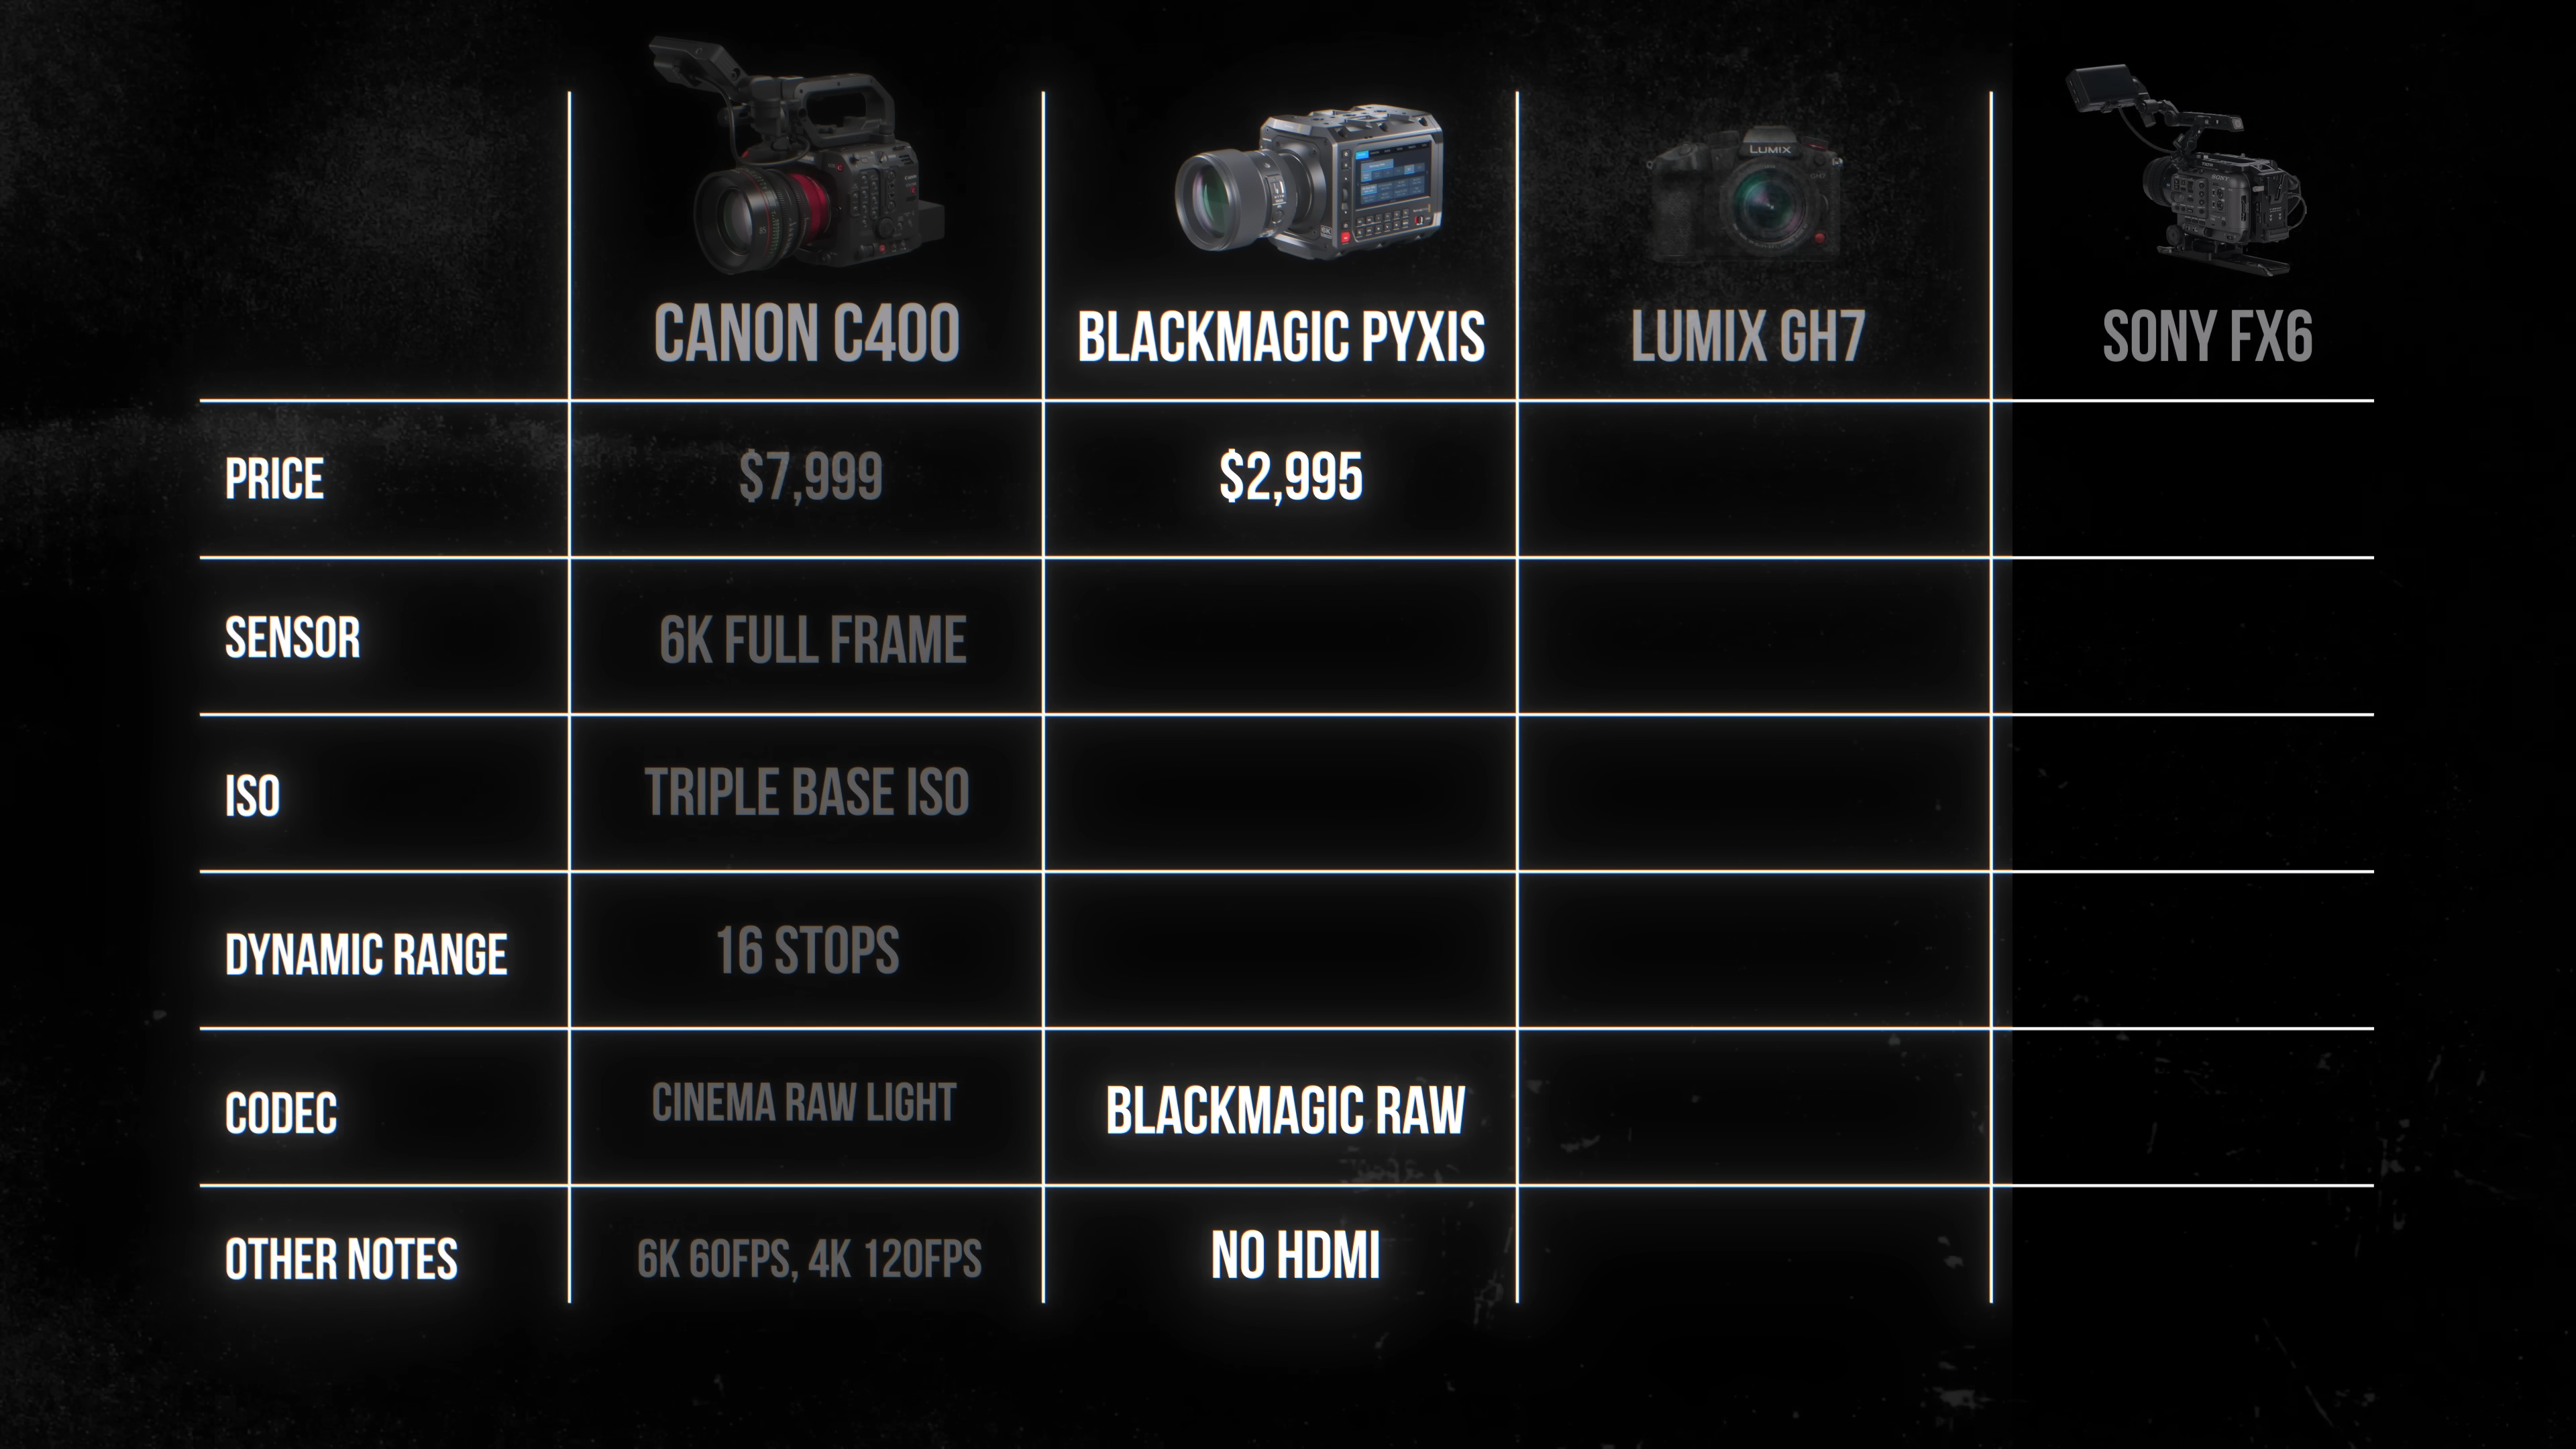 LUMIX
CANON C400
BLACKMAGIC PYXIS
LUMIX GH7
SONY FX6
PRICE
$7,999
$2,995
SENSOR
6K FULL FRAME
ISO
TRIPLE BASE ISO
DYNAMIC RANGE
16 STOPS
CODEC
CINEMA RAW LIGHT
BLACKMAGIC RAW
OTHER NOTES
6K 60FPS, 4K 120FPS
NO HDMI